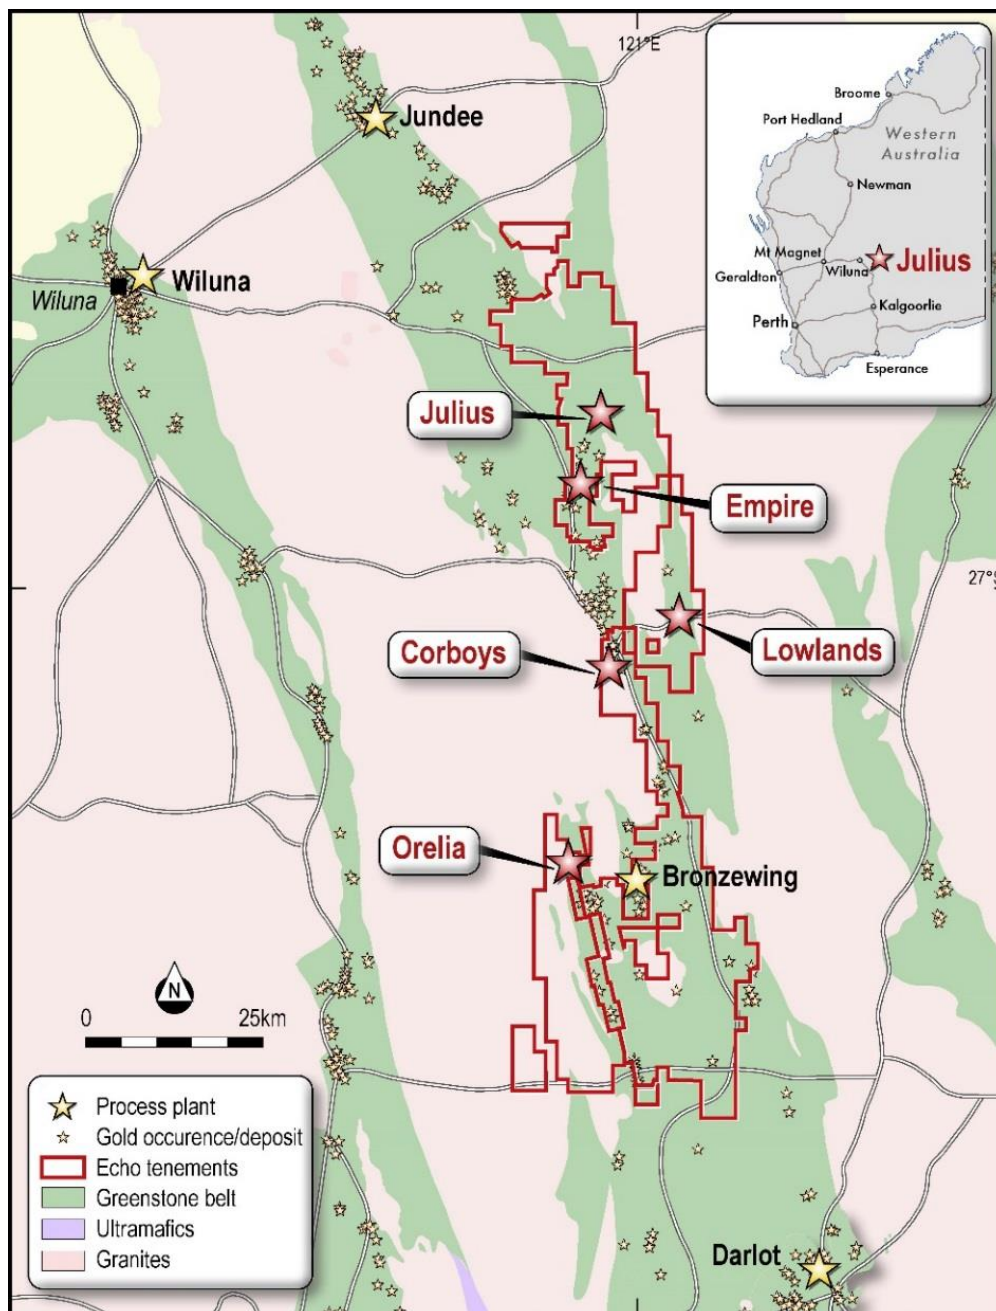 121°E
Jundee
Wiluna
Wiluna
Broome
Port Hedland
Western
Australia
Newman
Mt Magnet
Wiluna
Julius
Geraldton
Kalgoorlie
Perth
Esperance
Julius
Empire
27°S
Corboys
Lowlands
Orelia
Bronzewing
N
0 25km
Process plant
Gold occurence/deposit
Echo tenements
Greenstone belt
Ultramafics
Granites
Darlot